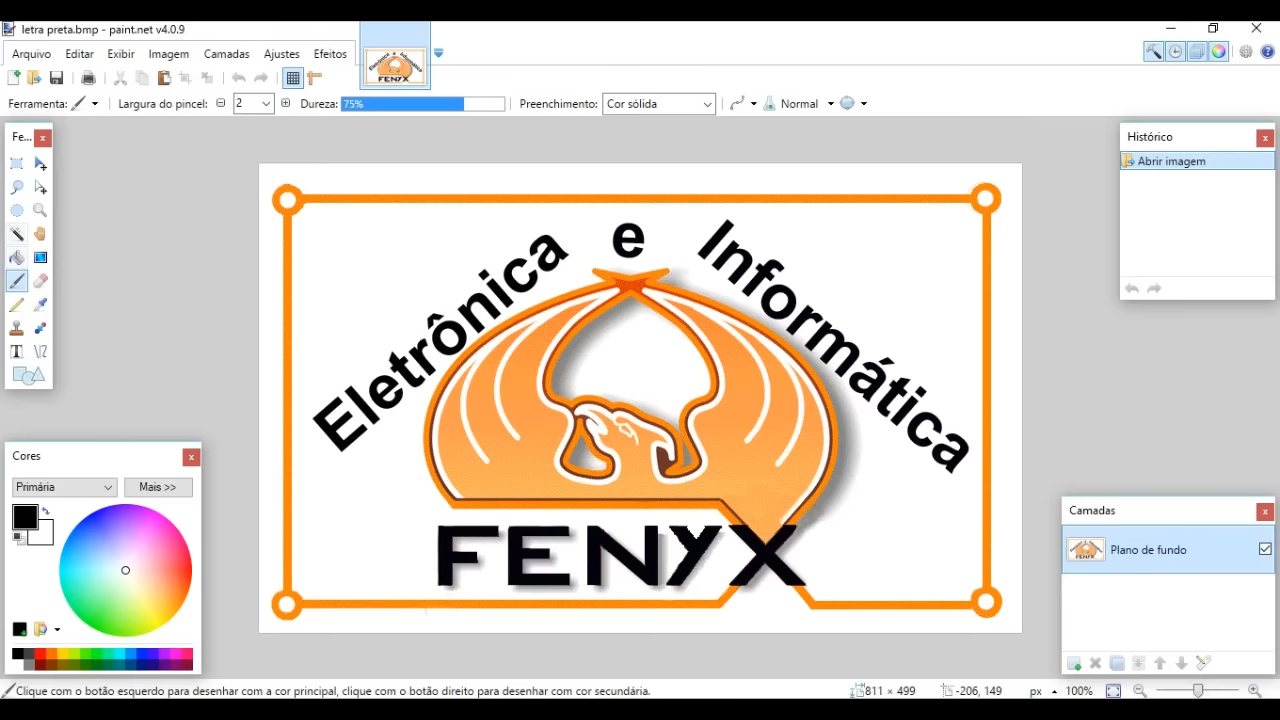 letra preta.bmp - paint.net v4.0.9
Arquivo Editar Exibir Imagem Camadas Ajustes Efeitos
Ferramenta: Largura do pincel: 2 Dureza: 75% Preenchimento: Cor sólida Normal
Fe...
Histórico
Abrir imagem
Eletrônica e Informática
FENYX
Cores
Primária Mais >>
Camadas
Plano de fundo
Clique com o botão esquerdo para desenhar com a cor principal, clique com o botão direito para desenhar com cor secundária.
811 × 499 -206, 149 px 100%